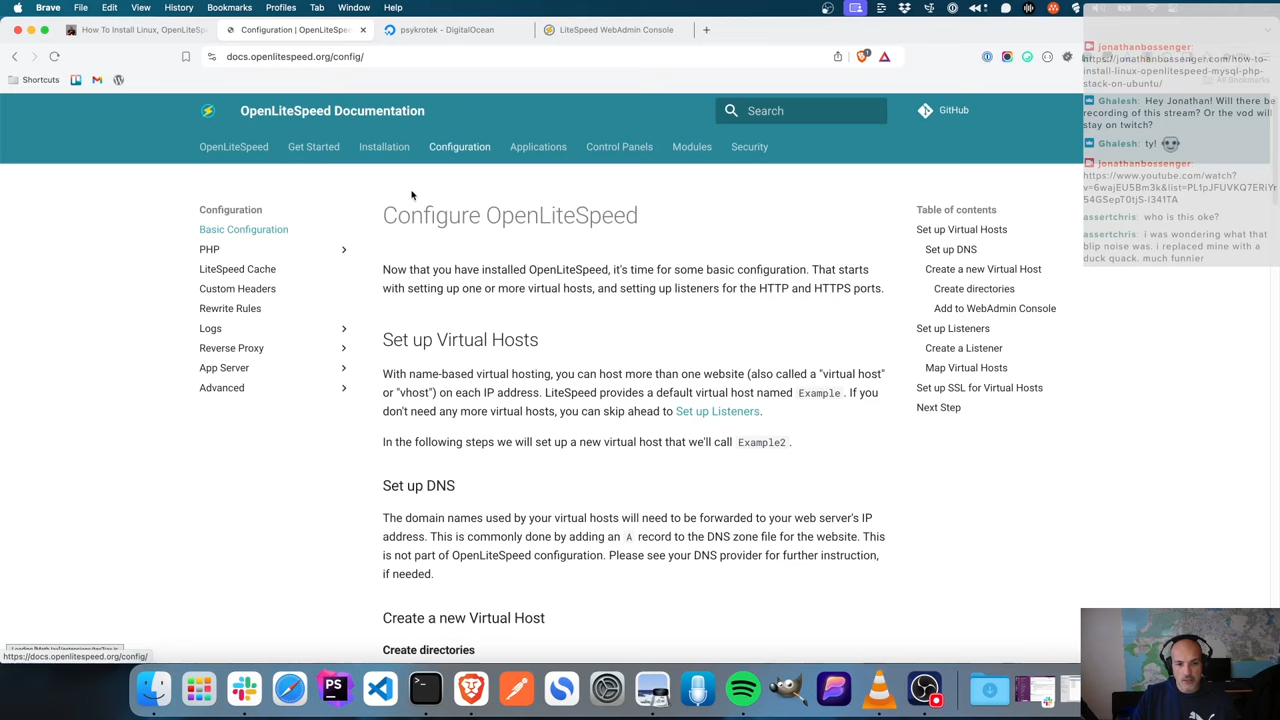 Brave File Edit View History Bookmarks Profiles Tab Window Help
How To Install Linux, OpenLiteSp
Configuration | OpenLiteSpee
psykrotek - DigitalOcean
LiteSpeed WebAdmin Console
docs.openlitespeed.org/config/
Shortcuts
All Bookmarks
OpenLiteSpeed Documentation
Search
GitHub
OpenLiteSpeed Get Started Installation Configuration Applications Control Panels Modules Security
Configuration
Basic Configuration
PHP
LiteSpeed Cache
Custom Headers
Rewrite Rules
Logs
Reverse Proxy
App Server
Advanced
Configure OpenLiteSpeed
Now that you have installed OpenLiteSpeed, it's time for some basic configuration. That starts
with setting up one or more virtual hosts, and setting up listeners for the HTTP and HTTPS ports.
Set up Virtual Hosts
With name-based virtual hosting, you can host more than one website (also called a "virtual host"
or "vhost") on each IP address. LiteSpeed provides a default virtual host named Example. If you
don't need any more virtual hosts, you can skip ahead to Set up Listeners.
In the following steps we will set up a new virtual host that we'll call Example2.
Set up DNS
The domain names used by your virtual hosts will need to be forwarded to your web server's IP
address. This is commonly done by adding an A record to the DNS zone file for the website. This
is not part of OpenLiteSpeed configuration. Please see your DNS provider for further instruction,
if needed.
Create a new Virtual Host
Create directories
Table of contents
Set up Virtual Hosts
Set up DNS
Create a new Virtual Host
Create directories
Add to WebAdmin Console
Set up Listeners
Create a Listener
Map Virtual Hosts
Set up SSL for Virtual Hosts
Next Step
jonathanbossenger:
https://jonathanbossenger.com/how-to-
install-linux-openlitespeed-mysql-php-
stack-on-ubuntu/
Ghalesh: Hey Jonathan! Will there be
recording of this stream? Or the vod will
stay on twitch?
Ghalesh: ty!
jonathanbossenger:
https://www.youtube.com/watch?
v=6wajEU5Bm3k&list=PL1pJFUVKQ7ERiYr
54GSepT0tjS-l341TA
assertchris: who is this oke?
assertchris: i was wondering what that
blip noise was. i replaced mine with a
duck quack. much funnier
https://docs.openlitespeed.org/config/
PS